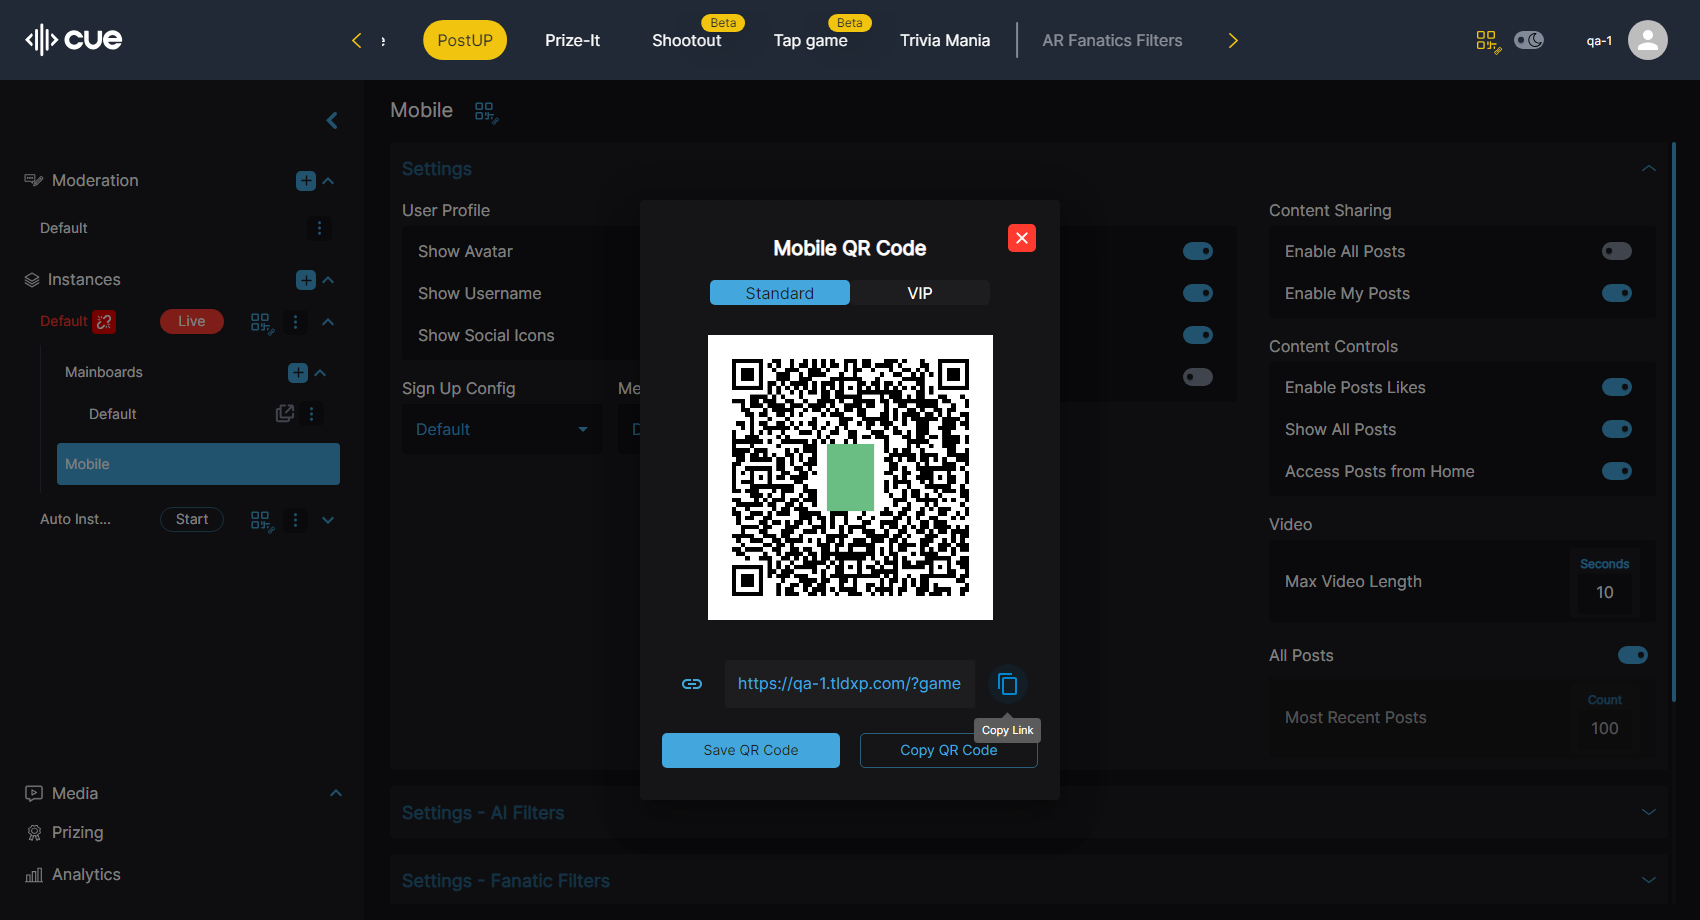 cue
PostUP
Prize-It
Shootout
Beta
Tap game
Beta
Trivia Mania
AR Fanatics Filters
qa-1
Moderation
Default
Instances
Default
Live
Mainboards
Default
Mobile
Auto Inst...
Start
Media
Prizing
Analytics
Mobile
Settings
User Profile
Show Avatar
Show Username
Show Social Icons
Sign Up Config
Default
Me
D
Content Sharing
Enable All Posts
Enable My Posts
Content Controls
Enable Posts Likes
Show All Posts
Access Posts from Home
Video
Max Video Length
Seconds
10
All Posts
Most Recent Posts
Count
100
Settings - AI Filters
Settings - Fanatic Filters
Mobile QR Code
Standard
VIP
https://qa-1.tldxp.com/?game
Copy Link
Save QR Code
Copy QR Code